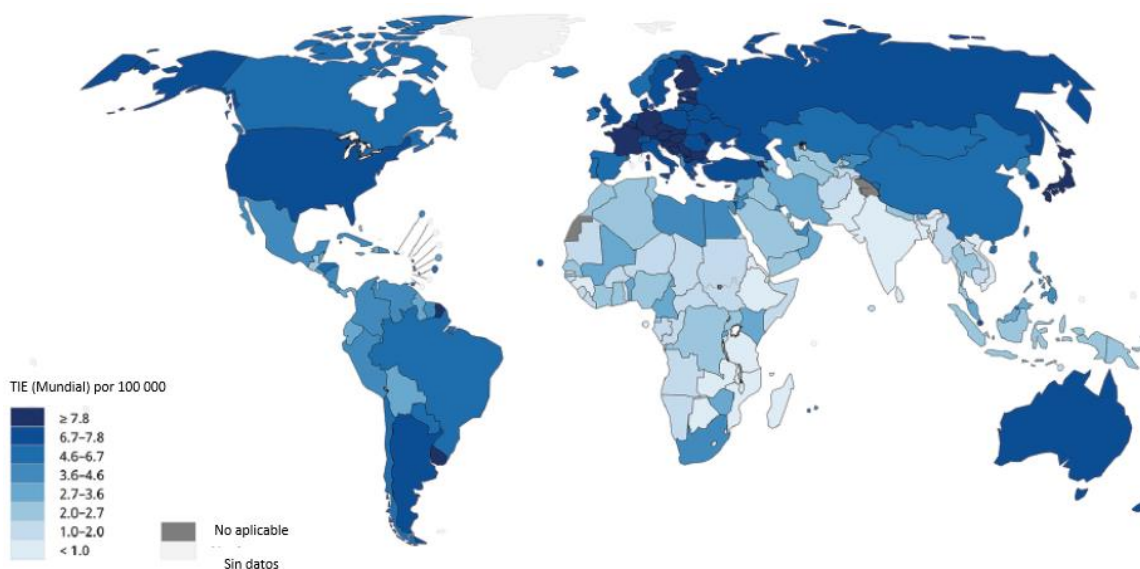 TIE (Mundial) por 100 000
≥ 7.8
6.7–7.8
4.6–6.7
3.6–4.6
2.7–3.6
2.0–2.7
1.0–2.0
< 1.0
No aplicable
Sin datos